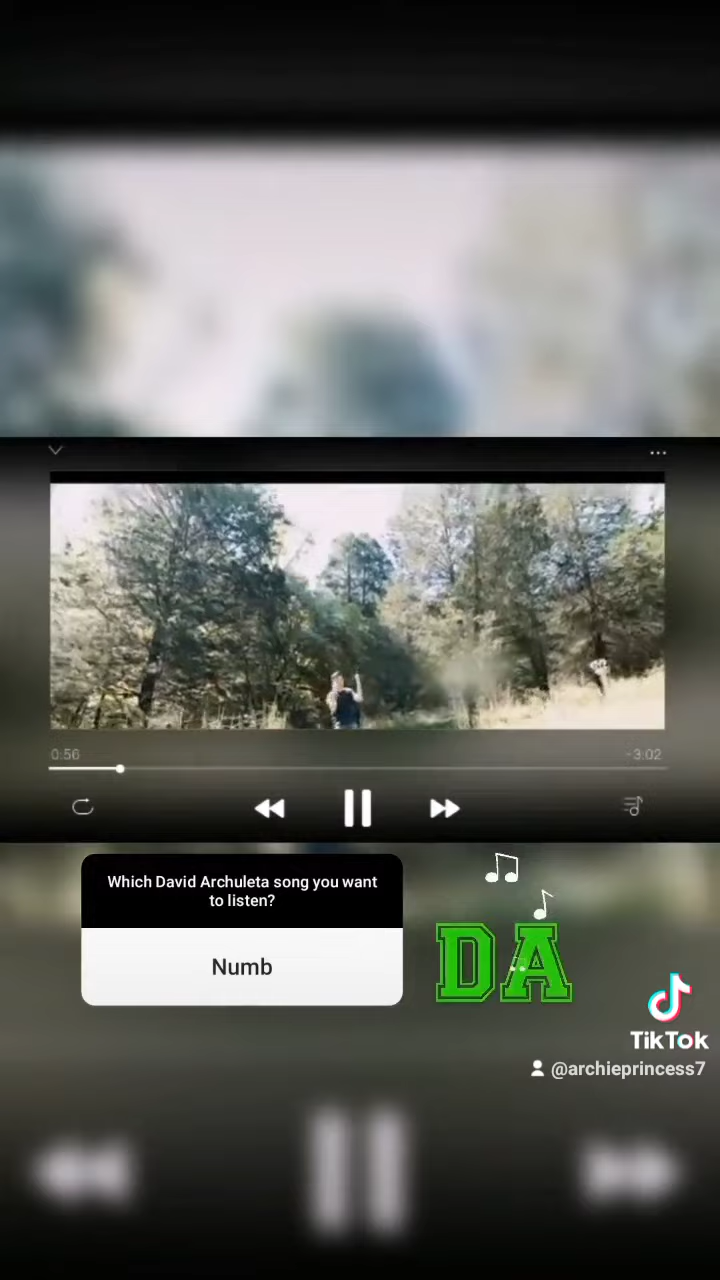 0:56
-3:02
Which David Archuleta song you want
to listen?
Numb
DA
TikTok
@archieprincess7